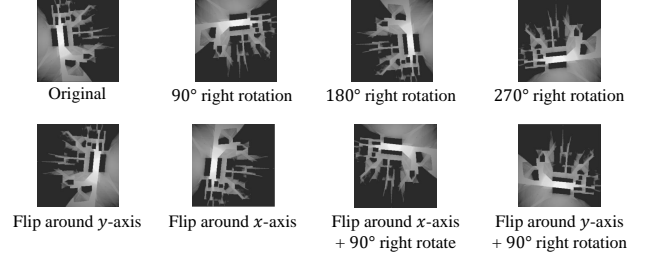 Original
90° right rotation
180° right rotation
270° right rotation
Flip around y-axis
Flip around x-axis
Flip around x-axis
+ 90° right rotate
Flip around y-axis
+ 90° right rotation